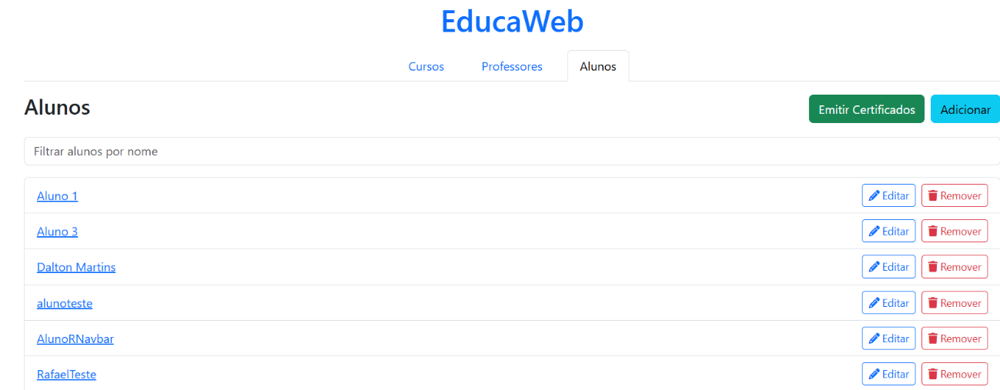 EducaWeb
Cursos Professores Alunos
Alunos Emitir Certificados Adicionar
Filtrar alunos por nome
Aluno 1 Editar Remover
Aluno 3 Editar Remover
Dalton Martins Editar Remover
alunoteste Editar Remover
AlunoRNavbar Editar Remover
RafaelTeste Editar Remover